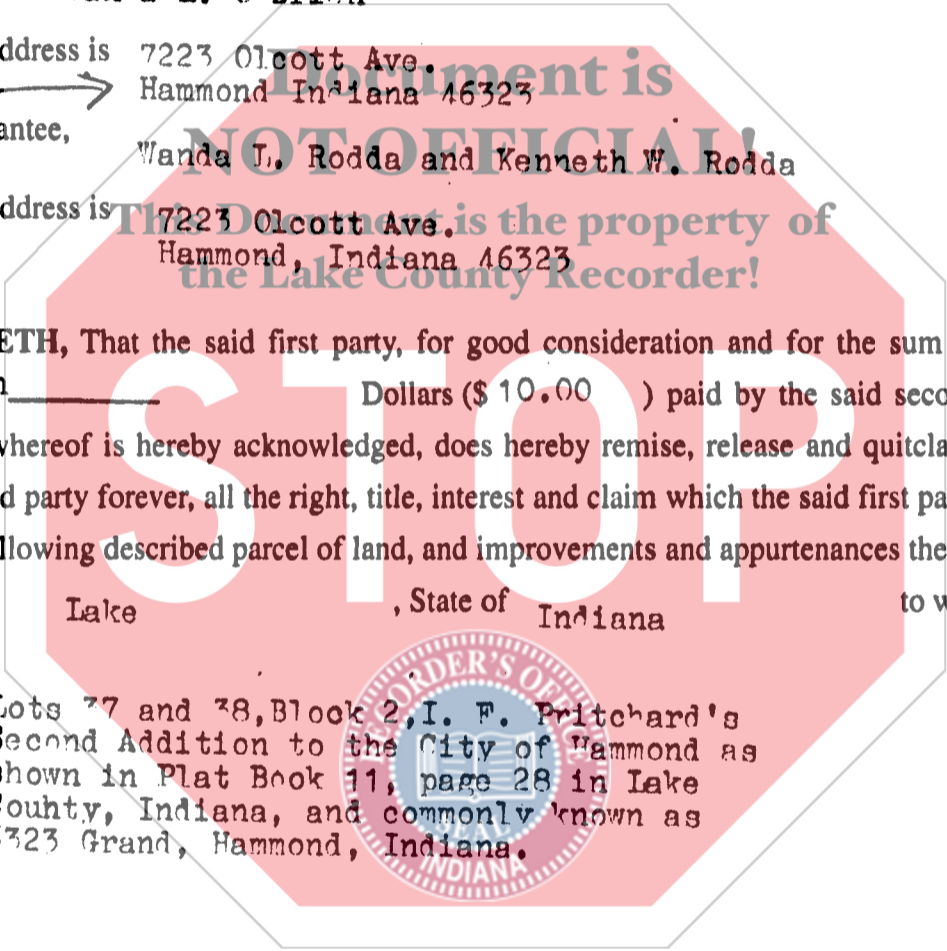 ddress is 7223 Olcott Ave.
Hammond Indiana 46323
antee,
Wanda L. Rodda and Kenneth W. Rodda
ddress is 7223 Olcott Ave.
Hammond, Indiana 46323
Document is
NOT OFFICIAL!
This Document is the property of
the Lake County Recorder!
STOP
ETH, That the said first party, for good consideration and for the sum
Dollars ($ 10.00 ) paid by the said seco
whereof is hereby acknowledged, does hereby remise, release and quitcla
d party forever, all the right, title, interest and claim which the said first pa
llowing described parcel of land, and improvements and appurtenances the
Lake , State of Indiana to w
Lots 37 and 38, Block 2, I. F. Pritchard's
Second Addition to the City of Hammond as
shown in Plat Book 11, page 28 in Lake
Couhty, Indiana, and commonly known as
323 Grand, Hammond, Indiana.
RECORDER'S OFFICE
SEAL
INDIANA